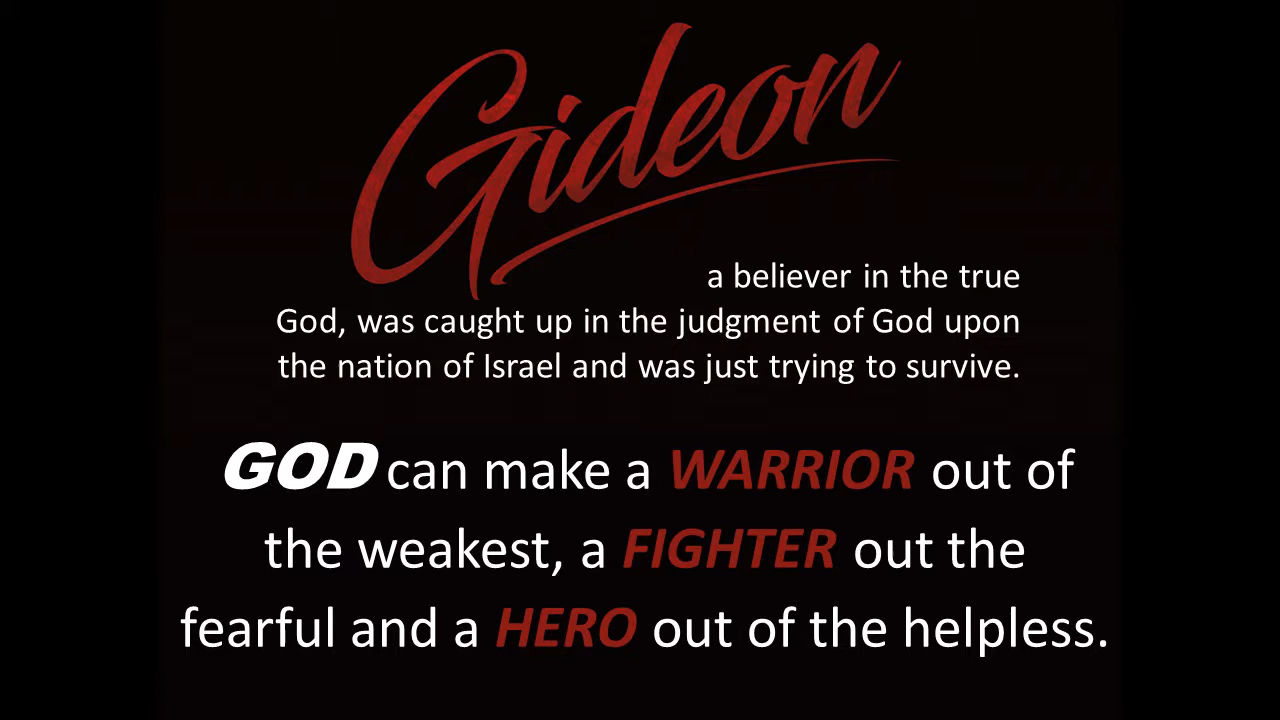 Gideon
a believer in the true
God, was caught up in the judgment of God upon
the nation of Israel and was just trying to survive.
GOD can make a WARRIOR out of
the weakest, a FIGHTER out the
fearful and a HERO out of the helpless.